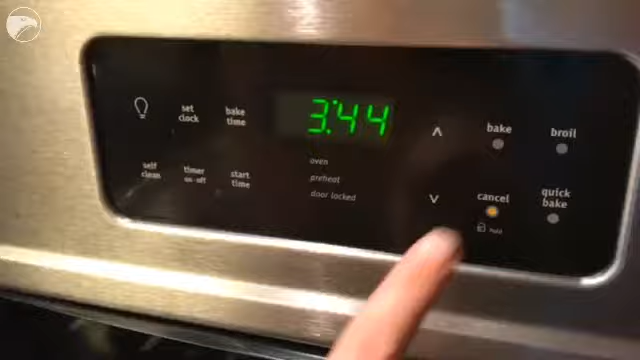 set
clock
bake
time
3:44
bake
broil
self
clean
timer
on·off
start
time
oven
preheat
door locked
cancel
quick
bake
hold